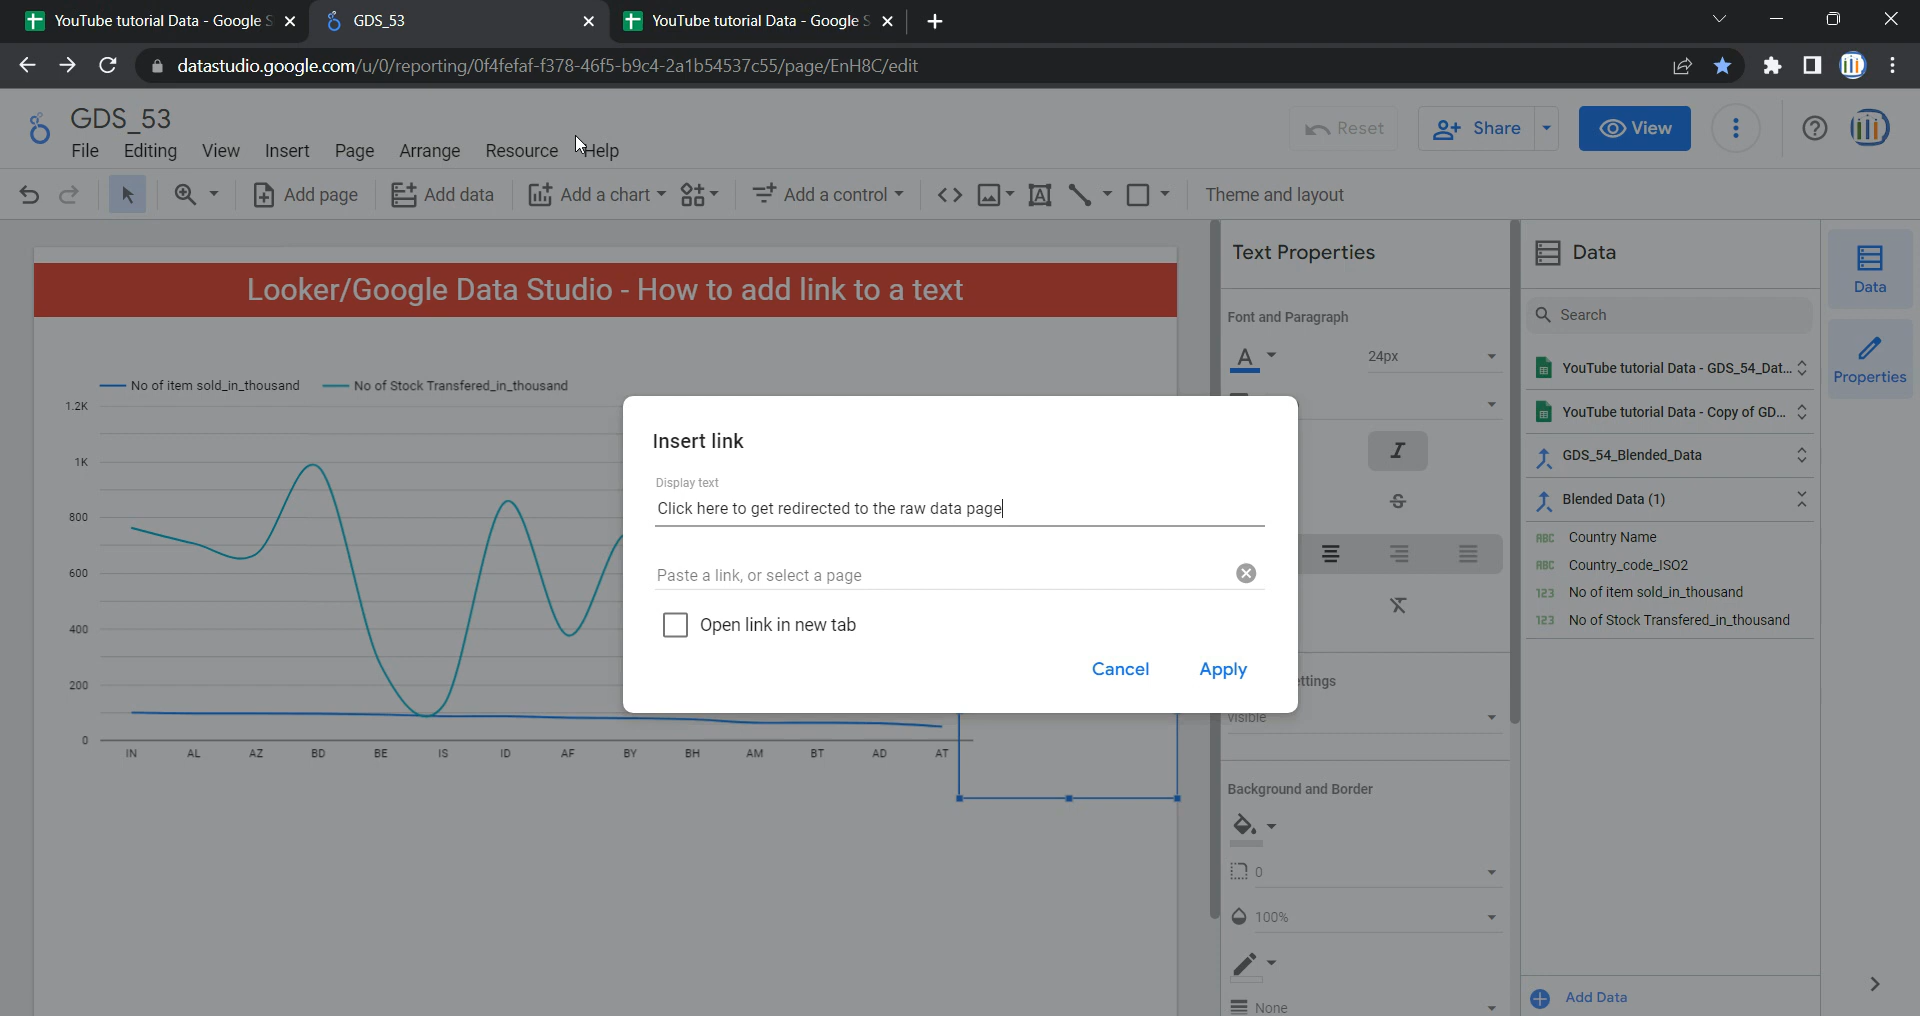 YouTube tutorial Data - Google S
GDS_53
YouTube tutorial Data - Google S
datastudio.google.com/u/0/reporting/0f4fefaf-f378-46f5-b9c4-2a1b54537c55/page/EnH8C/edit
GDS_53
File Editing View Insert Page Arrange Resource Help
Reset
Share
View
Add page
Add data
Add a chart
Add a control
Theme and layout
Looker/Google Data Studio - How to add link to a text
No of item sold_in_thousand
No of Stock Transfered_in_thousand
1.2K
1K
800
600
400
200
0
IN AL AZ BD BE IS ID AF BY BH AM BT AD AT
Insert link
Display text
Click here to get redirected to the raw data page
Paste a link, or select a page
Open link in new tab
Cancel
Apply
Text Properties
Font and Paragraph
A
24px
ttings
visible
Background and Border
0
100%
None
Data
Search
YouTube tutorial Data - GDS_54_Dat...
YouTube tutorial Data - Copy of GD...
GDS_54_Blended_Data
Blended Data (1)
ABC Country Name
ABC Country_code_ISO2
123 No of item sold_in_thousand
123 No of Stock Transfered_in_thousand
Add Data
Data
Properties